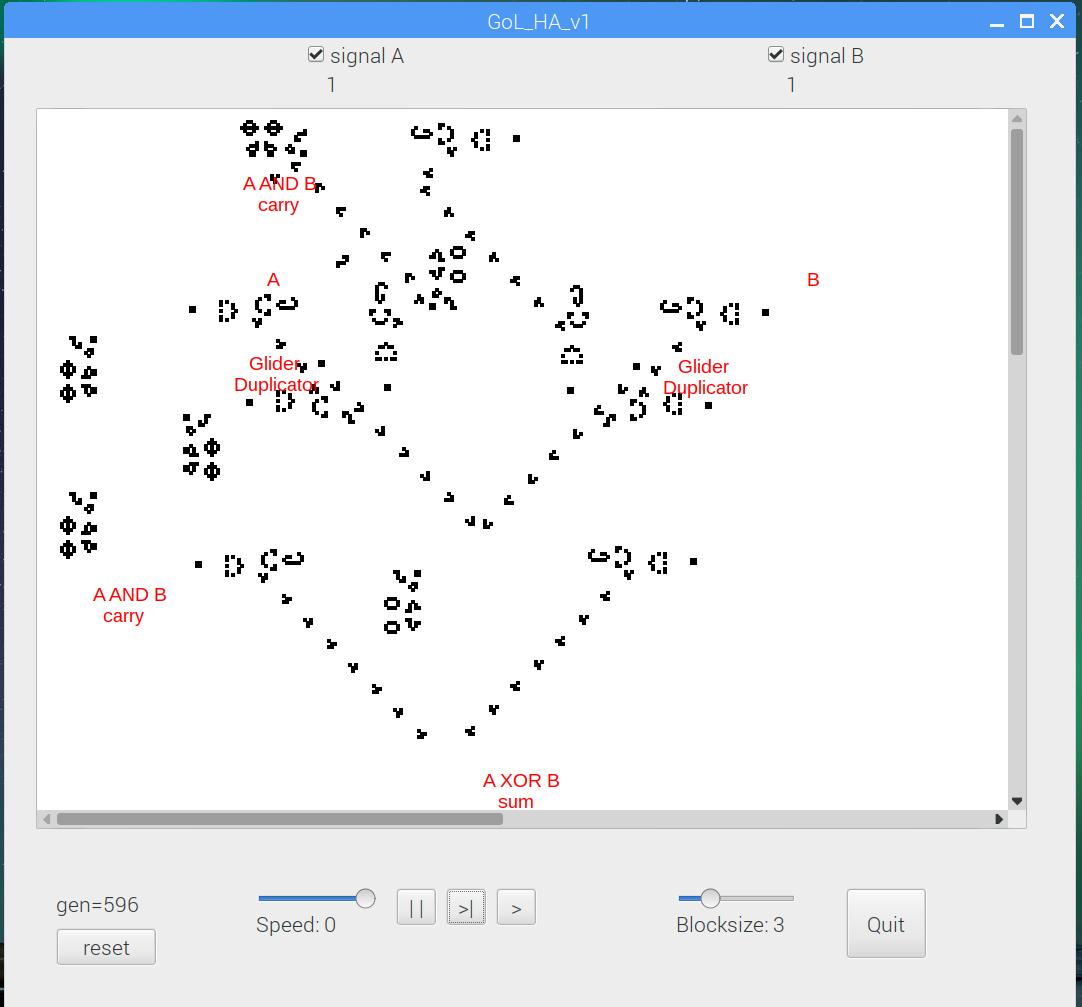 GoL_HA_v1
signal A
signal B
1
1
A AND B
carry
A
B
Glider
Duplicator
Glider
Duplicator
A AND B
carry
A XOR B
sum
gen=596
reset
Speed: 0
| |
>|
>
Blocksize: 3
Quit